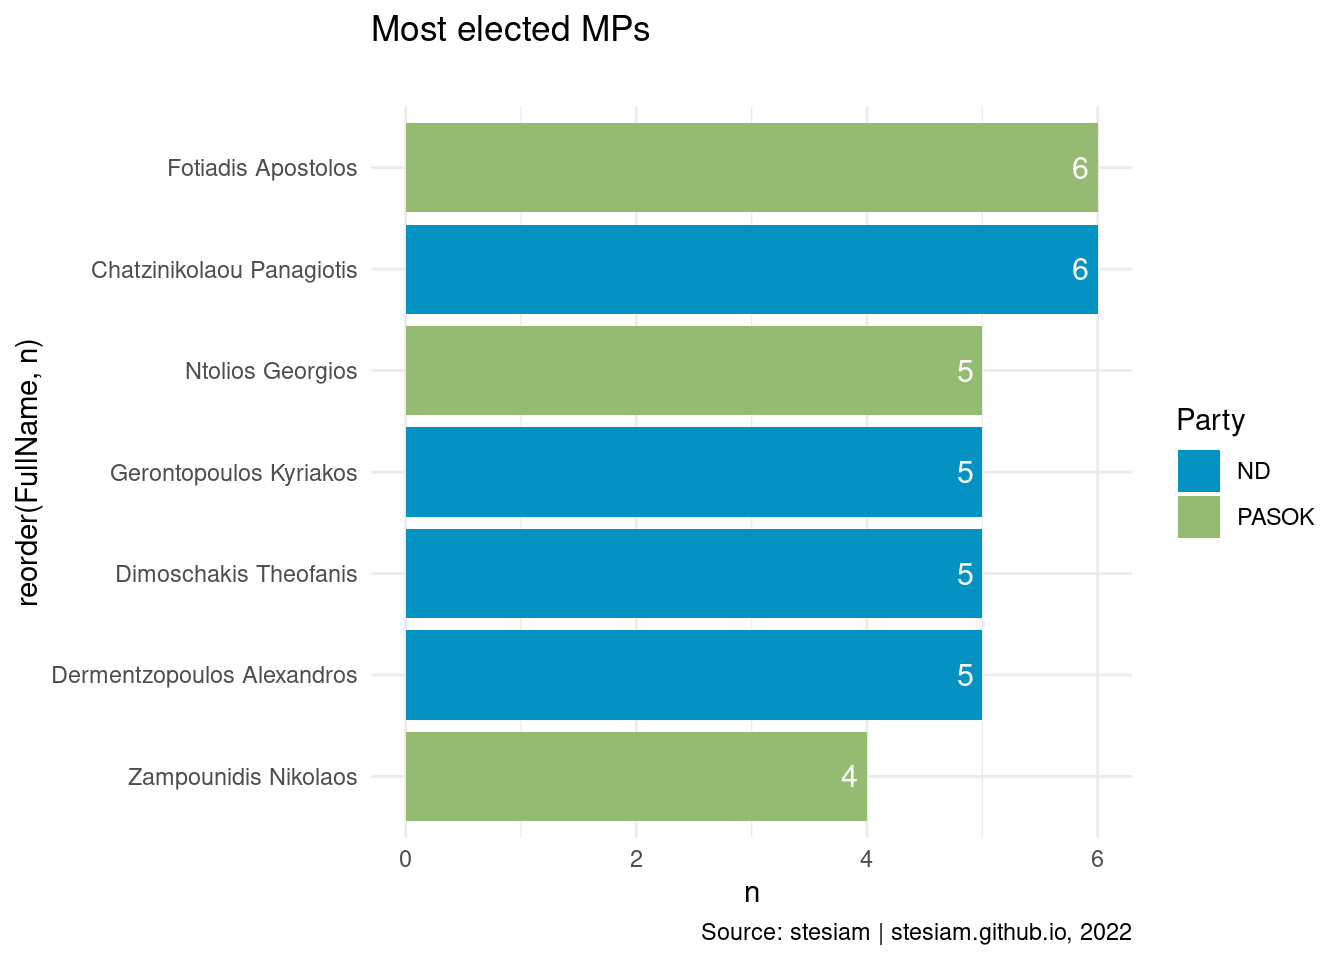 Most elected MPs
reorder(FullName, n)
Fotiadis Apostolos
6
Chatzinikolaou Panagiotis
6
Ntolios Georgios
5
Gerontopoulos Kyriakos
5
Dimoschakis Theofanis
5
Dermentzopoulos Alexandros
5
Zampounidis Nikolaos
4
0 2 4 6
n
Party
ND
PASOK
Source: stesiam | stesiam.github.io, 2022